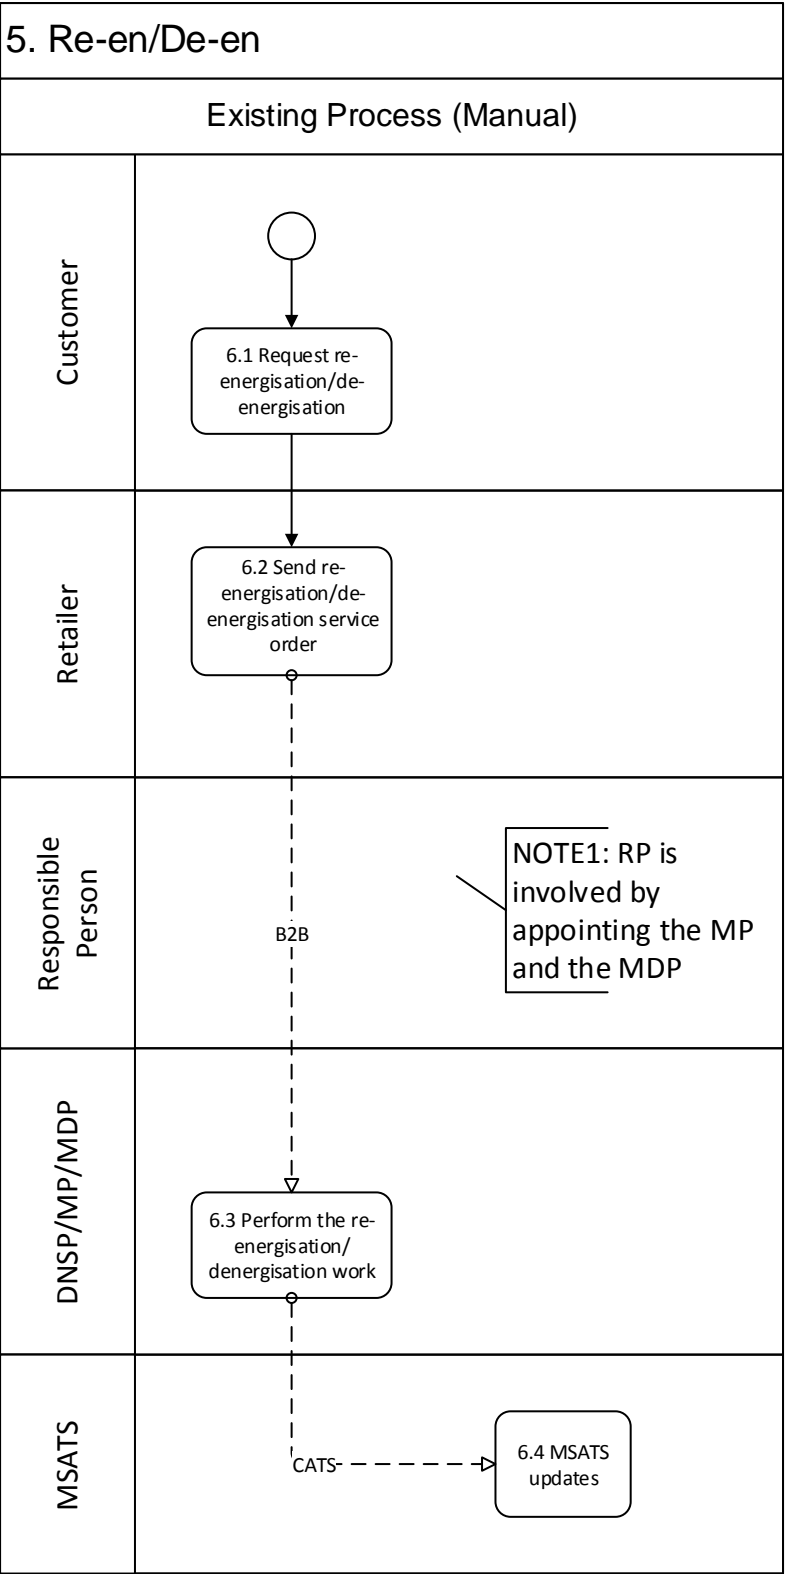 5. Re-en/De-en
Existing Process (Manual)
Customer
6.1 Request re-
energisation/de-
energisation
Retailer
6.2 Send re-
energisation/de-
energisation service
order
Responsible
Person
B2B
NOTE1: RP is
involved by
appointing the MP
and the MDP
DNSP/MP/MDP
6.3 Perform the re-
energisation/
denergisation work
MSATS
CATS
6.4 MSATS
updates